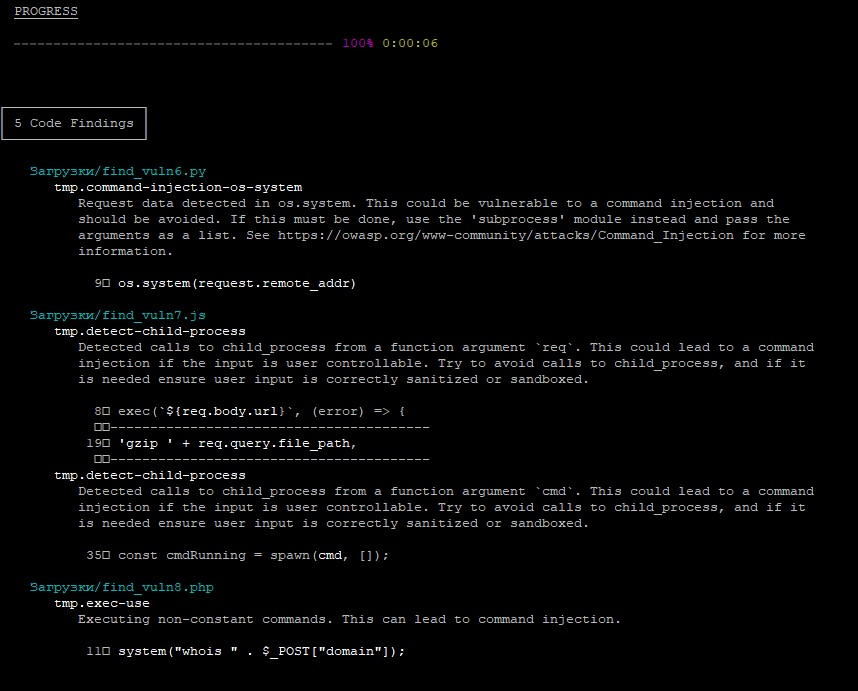 PROGRESS
---------------------------------------- 100% 0:00:06
5 Code Findings
Загрузки/find_vuln6.py
tmp.command-injection-os-system
Request data detected in os.system. This could be vulnerable to a command injection and
should be avoided. If this must be done, use the 'subprocess' module instead and pass the
arguments as a list. See https://owasp.org/www-community/attacks/Command_Injection for more
information.
9□ os.system(request.remote_addr)
Загрузки/find_vuln7.js
tmp.detect-child-process
Detected calls to child_process from a function argument `req`. This could lead to a command
injection if the input is user controllable. Try to avoid calls to child_process, and if it
is needed ensure user input is correctly sanitized or sandboxed.
8□ exec(`${req.body.url}`, (error) => {
□□----------------------------------------
19□ 'gzip ' + req.query.file_path,
□□----------------------------------------
tmp.detect-child-process
Detected calls to child_process from a function argument `cmd`. This could lead to a command
injection if the input is user controllable. Try to avoid calls to child_process, and if it
is needed ensure user input is correctly sanitized or sandboxed.
35□ const cmdRunning = spawn(cmd, []);
Загрузки/find_vuln8.php
tmp.exec-use
Executing non-constant commands. This can lead to command injection.
11□ system("whois " . $_POST["domain"]);